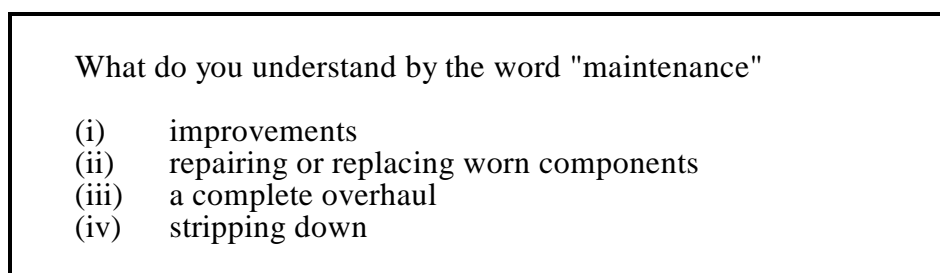 What do you understand by the word "maintenance"
(i) improvements
(ii) repairing or replacing worn components
(iii) a complete overhaul
(iv) stripping down